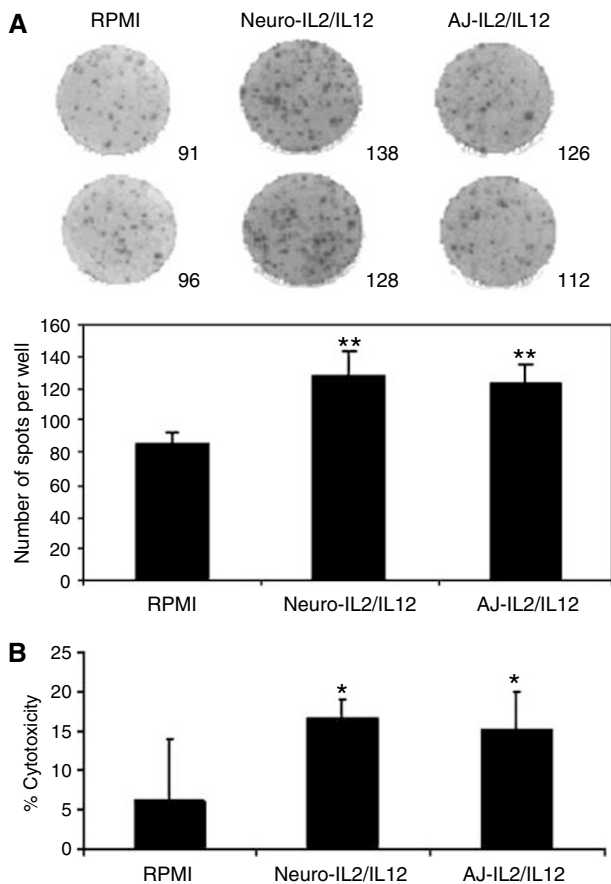 A
RPMI Neuro-IL2/IL12 AJ-IL2/IL12
91 138 126
96 128 112
Number of spots per well
160
140
120
100
80
60
40
20
0
** **
RPMI Neuro-IL2/IL12 AJ-IL2/IL12
B
% Cytotoxicity
25
20
15
10
5
0
* *
RPMI Neuro-IL2/IL12 AJ-IL2/IL12